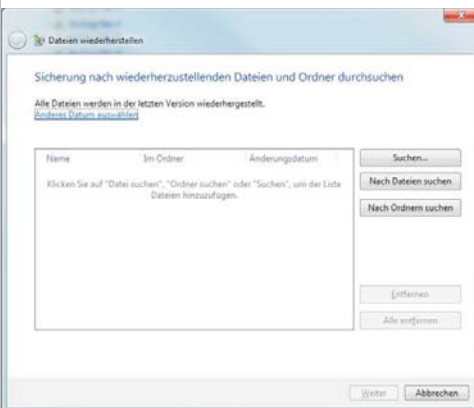 Dateien wiederherstellen
Sicherung nach wiederherzustellenden Dateien und Ordner durchsuchen
Alle Dateien werden in der letzten Version wiederhergestellt.
Anderes Datum auswählen
Name Im Ordner Änderungsdatum
Klicken Sie auf "Datei suchen", "Ordner suchen" oder "Suchen", um der Liste
Dateien hinzuzufügen.
Suchen...
Nach Dateien suchen
Nach Ordnern suchen
Entfernen
Alle entfernen
Weiter Abbrechen